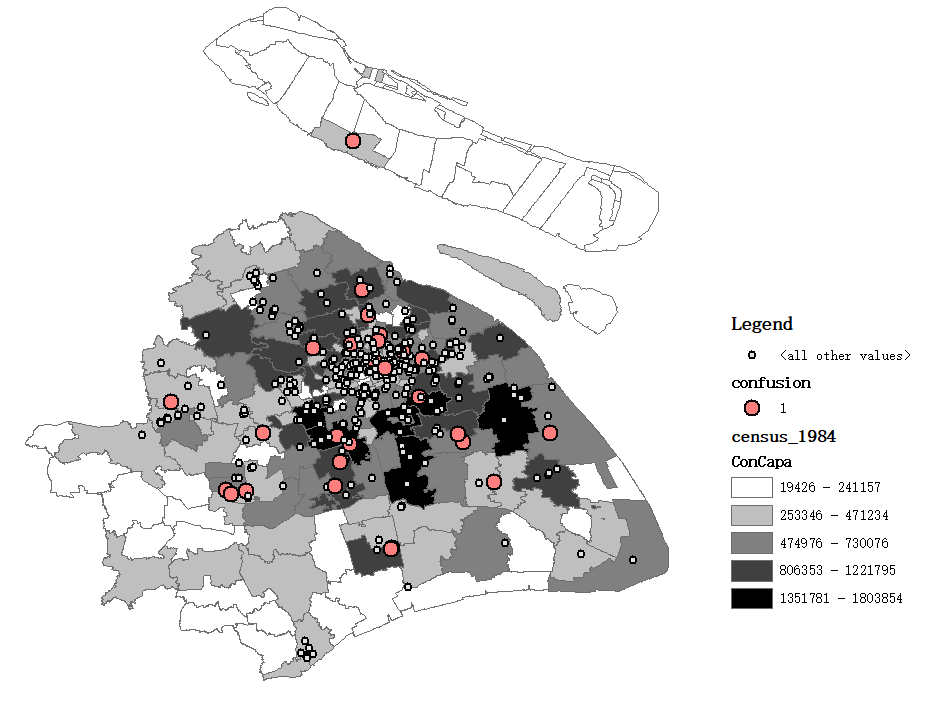 Legend
<all other values>
confusion
1
census_1984
ConCapa
19426 - 241157
253346 - 471234
474976 - 730076
806353 - 1221795
1351781 - 1803854